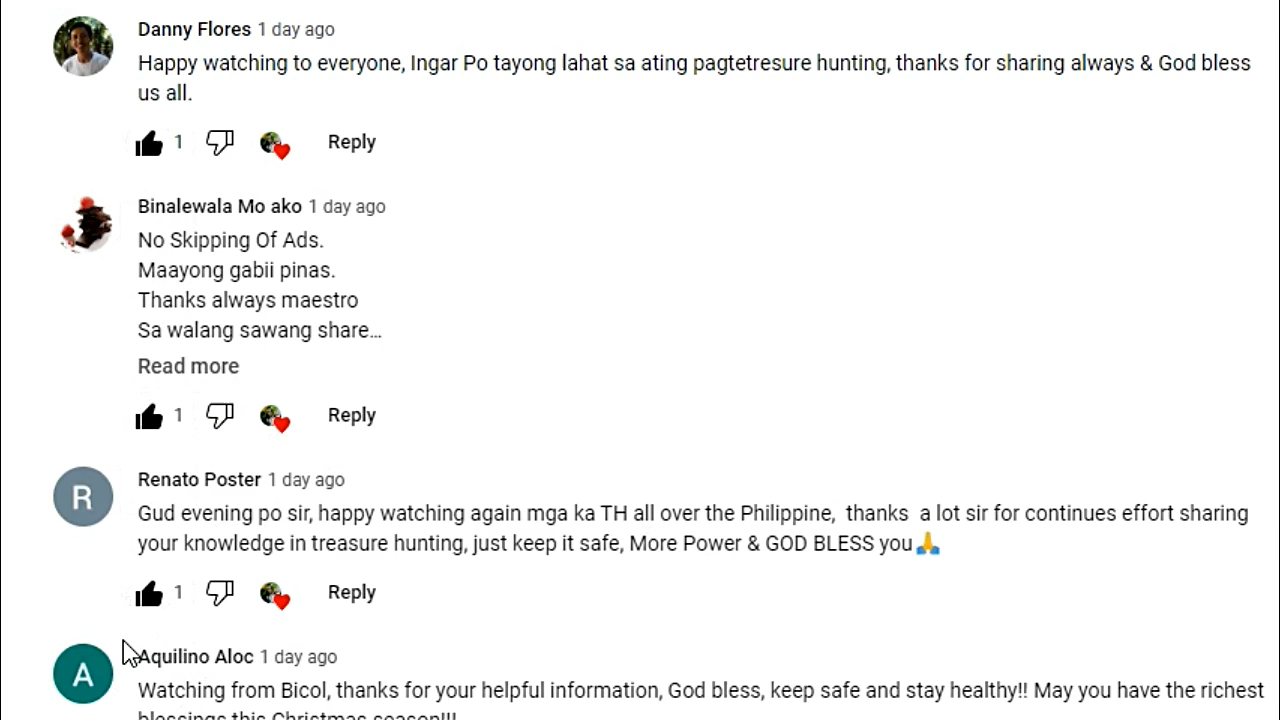 Danny Flores 1 day ago
Happy watching to everyone, Ingar Po tayong lahat sa ating pagtetresure hunting, thanks for sharing always & God bless
us all.
1 Reply
Binalewala Mo ako 1 day ago
No Skipping Of Ads.
Maayong gabii pinas.
Thanks always maestro
Sa walang sawang share...
Read more
1 Reply
R
Renato Poster 1 day ago
Gud evening po sir, happy watching again mga ka TH all over the Philippine, thanks a lot sir for continues effort sharing
your knowledge in treasure hunting, just keep it safe, More Power & GOD BLESS you🙏
1 Reply
A
Aquilino Aloc 1 day ago
Watching from Bicol, thanks for your helpful information, God bless, keep safe and stay healthy!! May you have the richest
blessings this Christmas season!!!